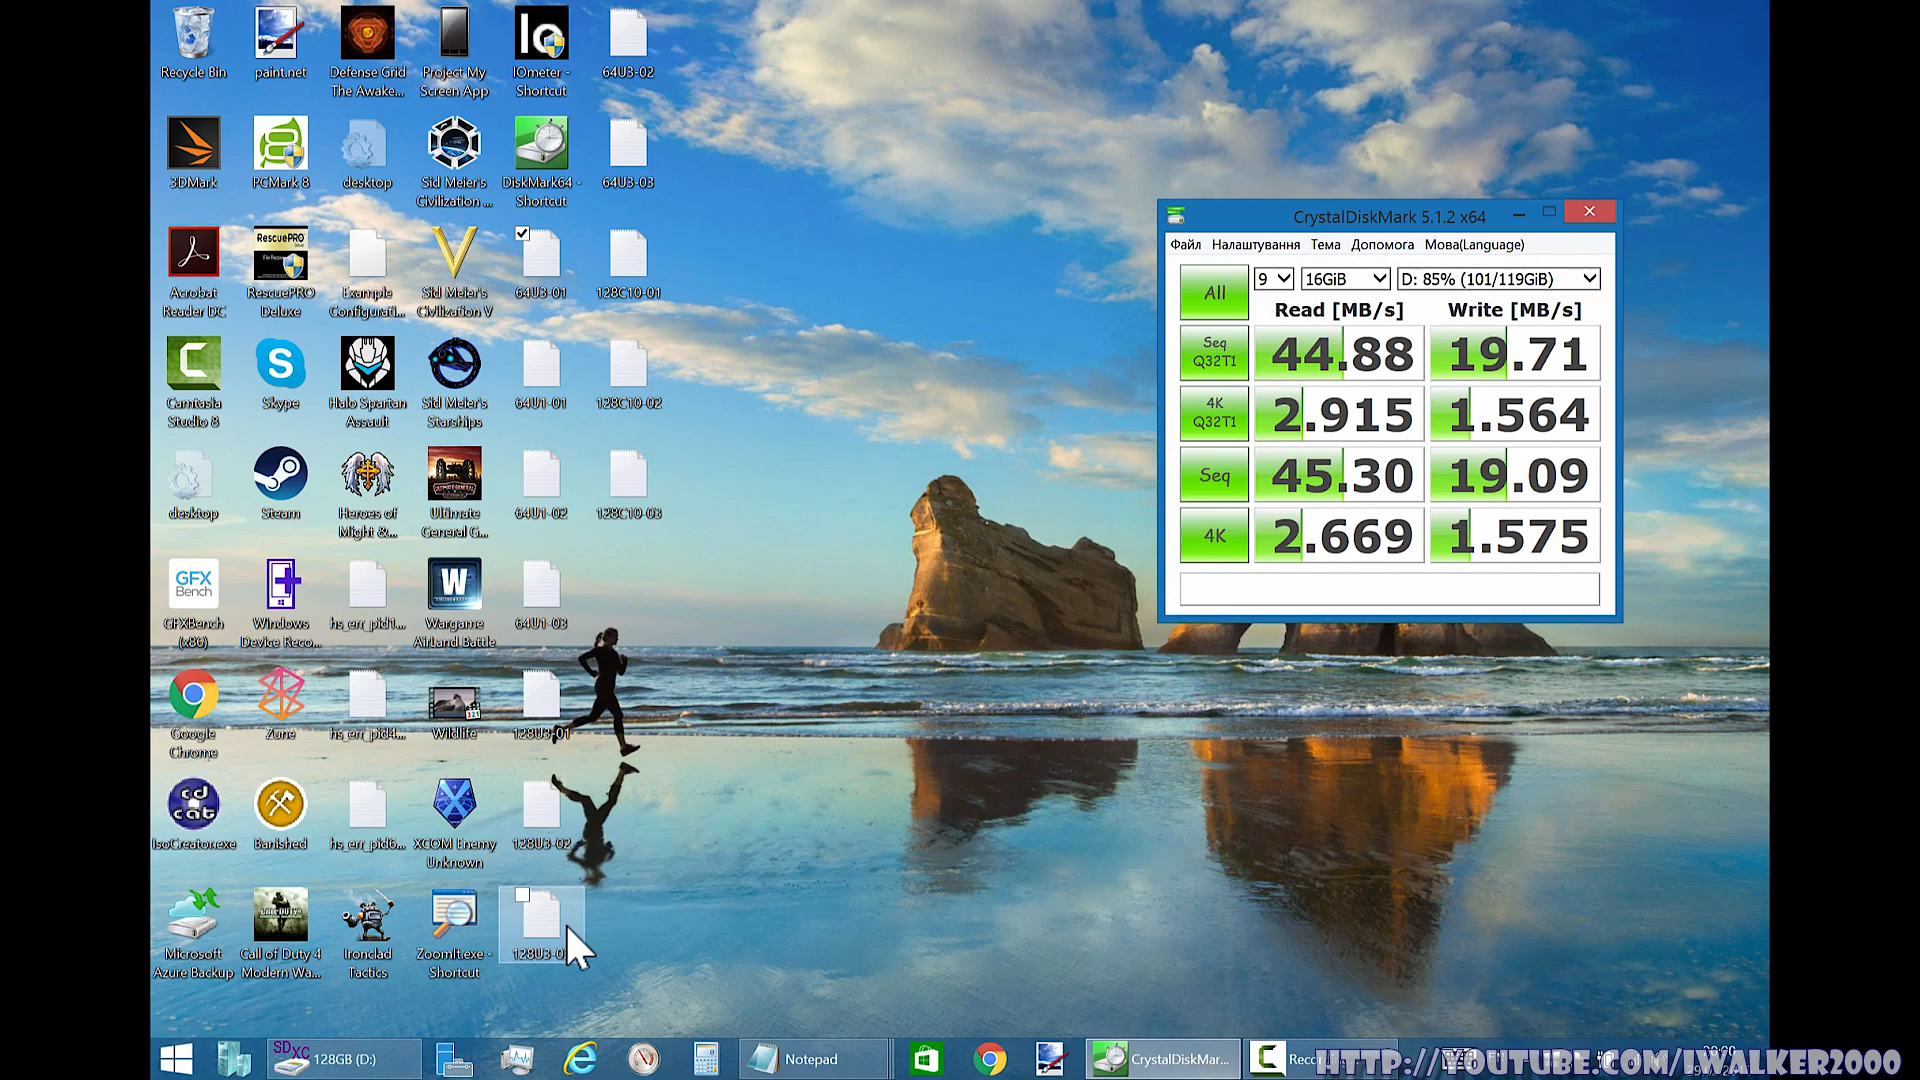 Recycle Bin
paint.net
Defense Grid
The Awake...
Project My
Screen App
IOmeter -
Shortcut
64U3-02
3DMark
PCMark 8
desktop
Sid Meier's
Civilization ...
DiskMark64 -
Shortcut
64U3-03
Acrobat
Reader DC
RescuePRO
RescuePRO
Deluxe
Example
Configurati...
Sid Meier's
Civilization V
64U3-01
128C10-01
Camtasia
Studio 8
Skype
Halo Spartan
Assault
Sid Meier's
Starships
64U1-01
128C10-02
desktop
Steam
Heroes of
Might &...
Ultimate
General G...
64U1-02
128C10-03
GFX
Bench
GFXBench
(x86)
Windows
Device Reco...
hs_err_pid1...
W
Wargame
AirLand Battle
64U1-03
Google
Chrome
Zune
hs_err_pid4...
Wildlife
128U3-01
cd
cat
IsoCreator.exe
Banished
hs_err_pid6...
XCOM Enemy
Unknown
128U3-02
Microsoft
Azure Backup
Call of Duty 4
Modern Wa...
Ironclad
Tactics
ZoomIt.exe -
Shortcut
128U3-0
CrystalDiskMark 5.1.2 x64
Файл Налаштування Тема Допомога Мова(Language)
All
9
16GiB
D: 85% (101/119GiB)
Read [MB/s]
Write [MB/s]
Seq
Q32T1
44.88
19.71
4K
Q32T1
2.915
1.564
Seq
45.30
19.09
4K
2.669
1.575
SDXC
128GB (D:)
Notepad
CrystalDiskMar...
HTTP://YOUTUBE.COM/LWALKER2000